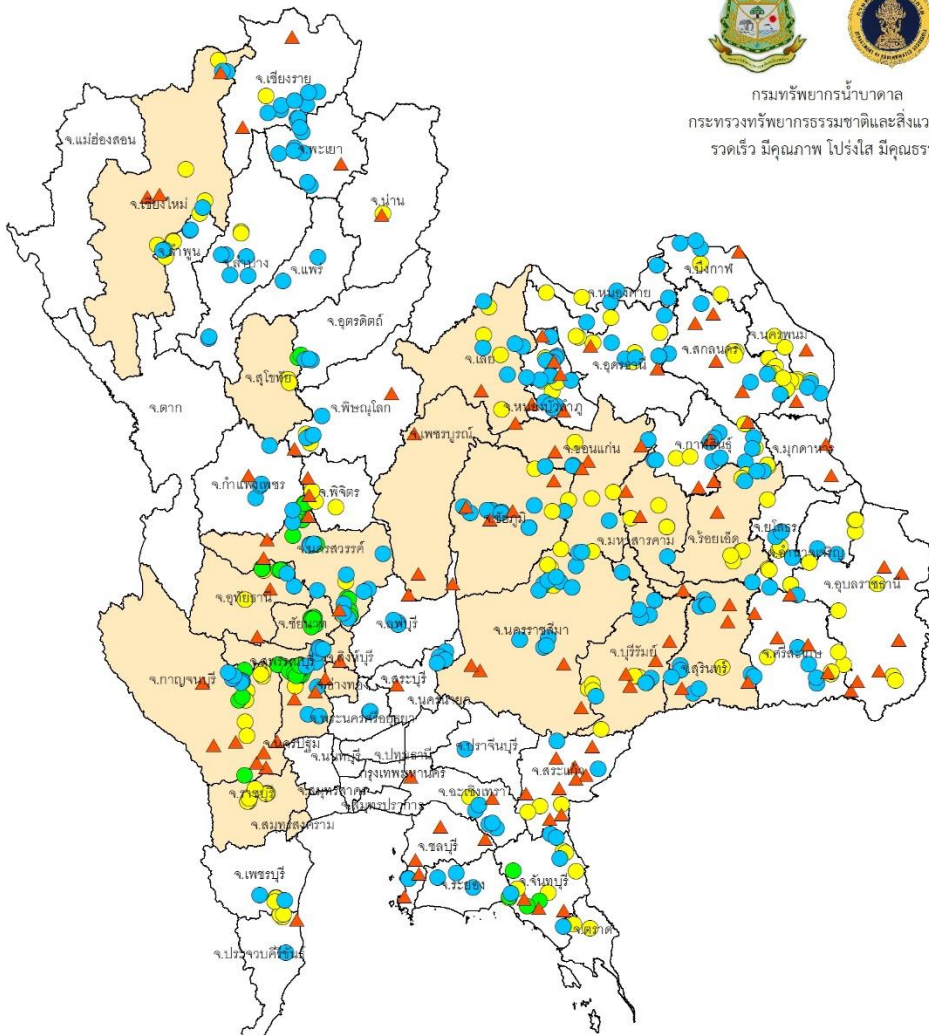 กรมทรัพยากรน้ำบาดาล
กระทรวงทรัพยากรธรรมชาติและสิ่งแว
รวดเร็ว มีคุณภาพ โปร่งใส มีคุณธร
จ.เชียงราย
จ.แม่ฮ่องสอน
จ.พะเยา
จ.เชียงใหม่
จ.น่าน
จ.ลำพูน
จ.ลำปาง
จ.แพร่
จ.บึงกาฬ
จ.หนองคาย
จ.อุตรดิตถ์
จ.นครพนม
จ.สกลนคร
จ.เลย
จ.อุดรธานี
จ.สุโขทัย
จ.ตาก
จ.พิษณุโลก
จ.หนองบัวลำภู
จ.เพชรบูรณ์
จ.ขอนแก่น
จ.กาฬสินธุ์
จ.มุกดาหาร
จ.กำแพงเพชร
จ.พิจิตร
จ.ชัยภูมิ
จ.มหาสารคาม
จ.ร้อยเอ็ด
จ.ยโสธร
จ.นครสวรรค์
จ.อำนาจเจริญ
จ.อุบลราชธานี
จ.อุทัยธานี
จ.ชัยนาท
จ.ลพบุรี
จ.นครราชสีมา
จ.บุรีรัมย์
จ.สุรินทร์
จ.ศรีสะเกษ
จ.สิงห์บุรี
จ.สุพรรณบุรี
จ.กาญจนบุรี
จ.อ่างทอง
จ.สระบุรี
จ.นครนายก
จ.พระนครศรีอยุธยา
จ.นครปฐม
จ.นนทบุรี
จ.ปทุมธานี
จ.ปราจีนบุรี
จ.สระแก้ว
กรุงเทพมหานคร
จ.ราชบุรี
จ.สมุทรสาคร
จ.สมุทรปราการ
จ.ฉะเชิงเทรา
จ.สมุทรสงคราม
จ.ชลบุรี
จ.เพชรบุรี
จ.ระยอง
จ.จันทบุรี
จ.ตราด
จ.ประจวบคีรีขันธ์